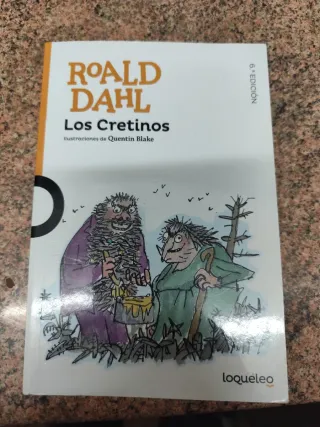 ROALD
DAHL
Los Cretinos
Ilustraciones de Quentin Blake
6.ª EDICIÓN
loqueleo